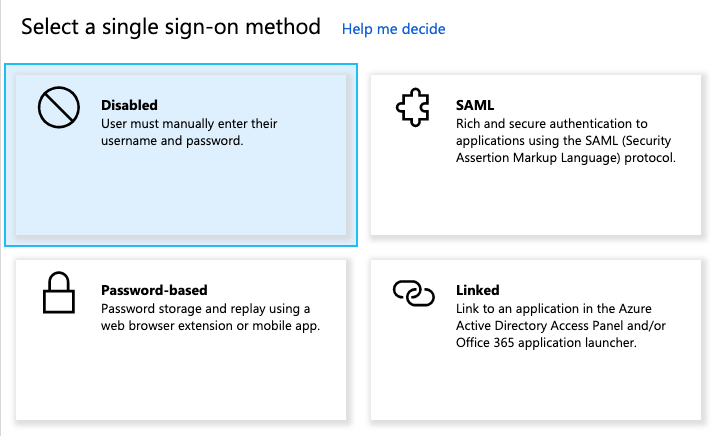 Select a single sign-on method Help me decide
Disabled
User must manually enter their
username and password.
SAML
Rich and secure authentication to
applications using the SAML (Security
Assertion Markup Language) protocol.
Password-based
Password storage and replay using a
web browser extension or mobile app.
Linked
Link to an application in the Azure
Active Directory Access Panel and/or
Office 365 application launcher.